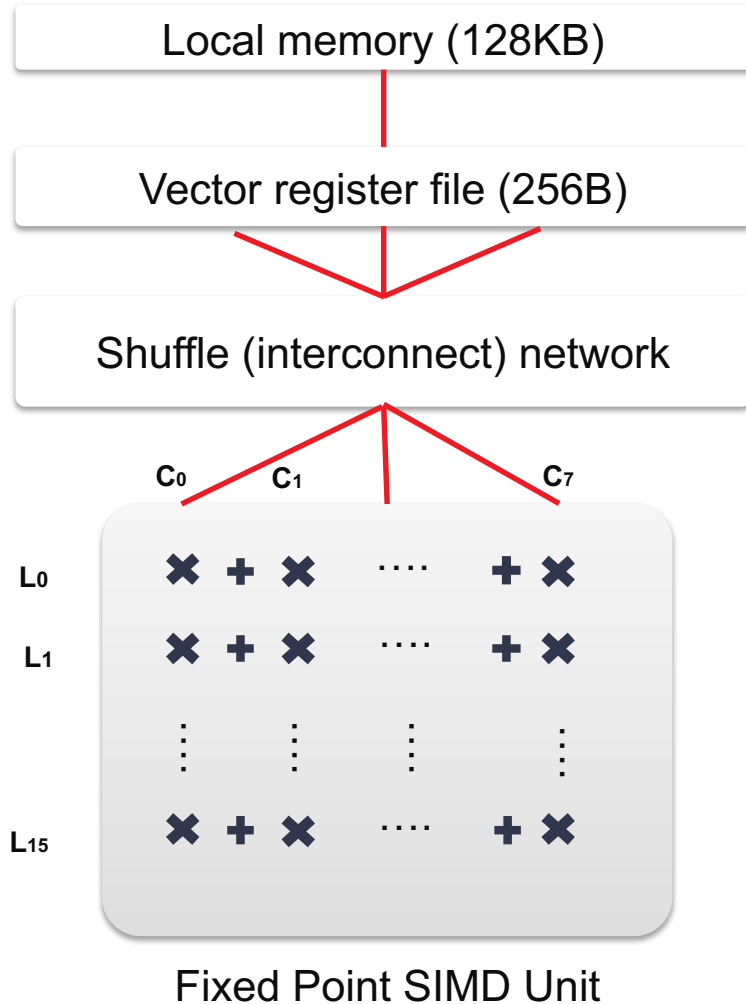 Local memory (128KB)
Vector register file (256B)
Shuffle (interconnect) network
C0 C1 C7
L0 × + × .... + ×
L1 × + × .... + ×
L15 × + × .... + ×
Fixed Point SIMD Unit